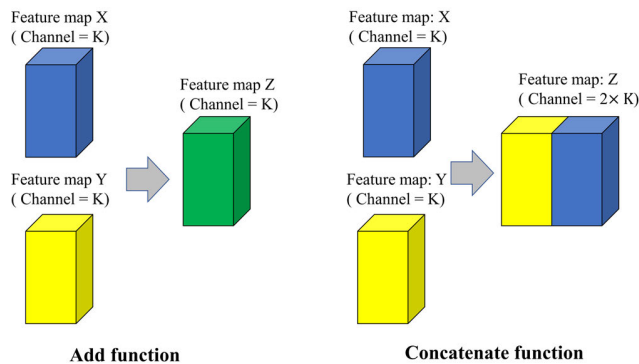 Feature map X
( Channel = K)
Feature map Z
( Channel = K)
Feature map Y
( Channel = K)
Add function
Feature map: X
( Channel = K)
Feature map: Z
( Channel = 2× K)
Feature map: Y
( Channel = K)
Concatenate function